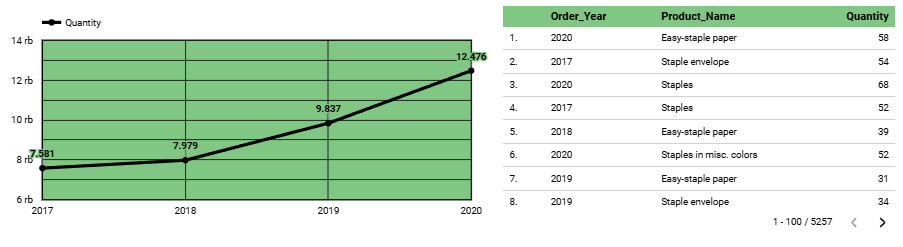 Quantity
14 rb
12 rb
10 rb
8 rb
6 rb
7.581
7.979
9.837
12.476
2017 2018 2019 2020
Order_Year Product_Name Quantity
1. 2020 Easy-staple paper 58
2. 2017 Staple envelope 54
3. 2020 Staples 68
4. 2017 Staples 52
5. 2018 Easy-staple paper 39
6. 2020 Staples in misc. colors 52
7. 2019 Easy-staple paper 31
8. 2019 Staple envelope 34
1 - 100 / 5257